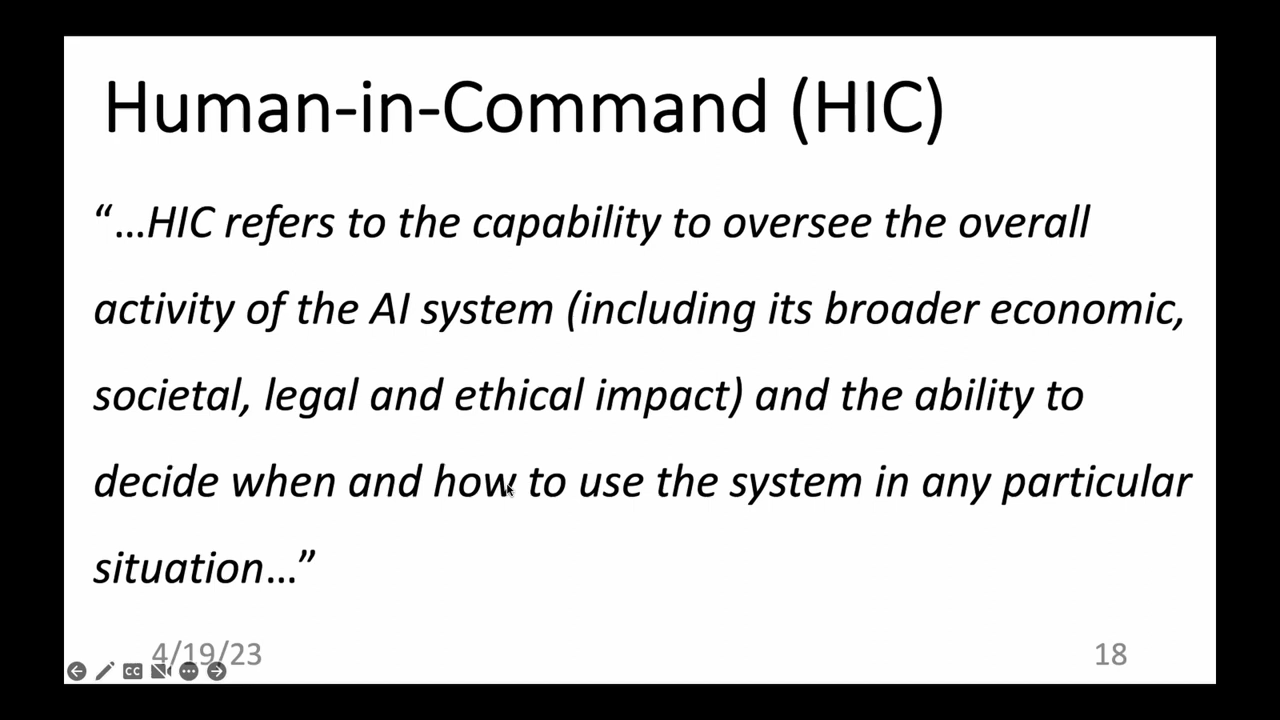 Human-in-Command (HIC)
“…HIC refers to the capability to oversee the overall
activity of the AI system (including its broader economic,
societal, legal and ethical impact) and the ability to
decide when and how to use the system in any particular
situation…”
4/19/23
18
CC